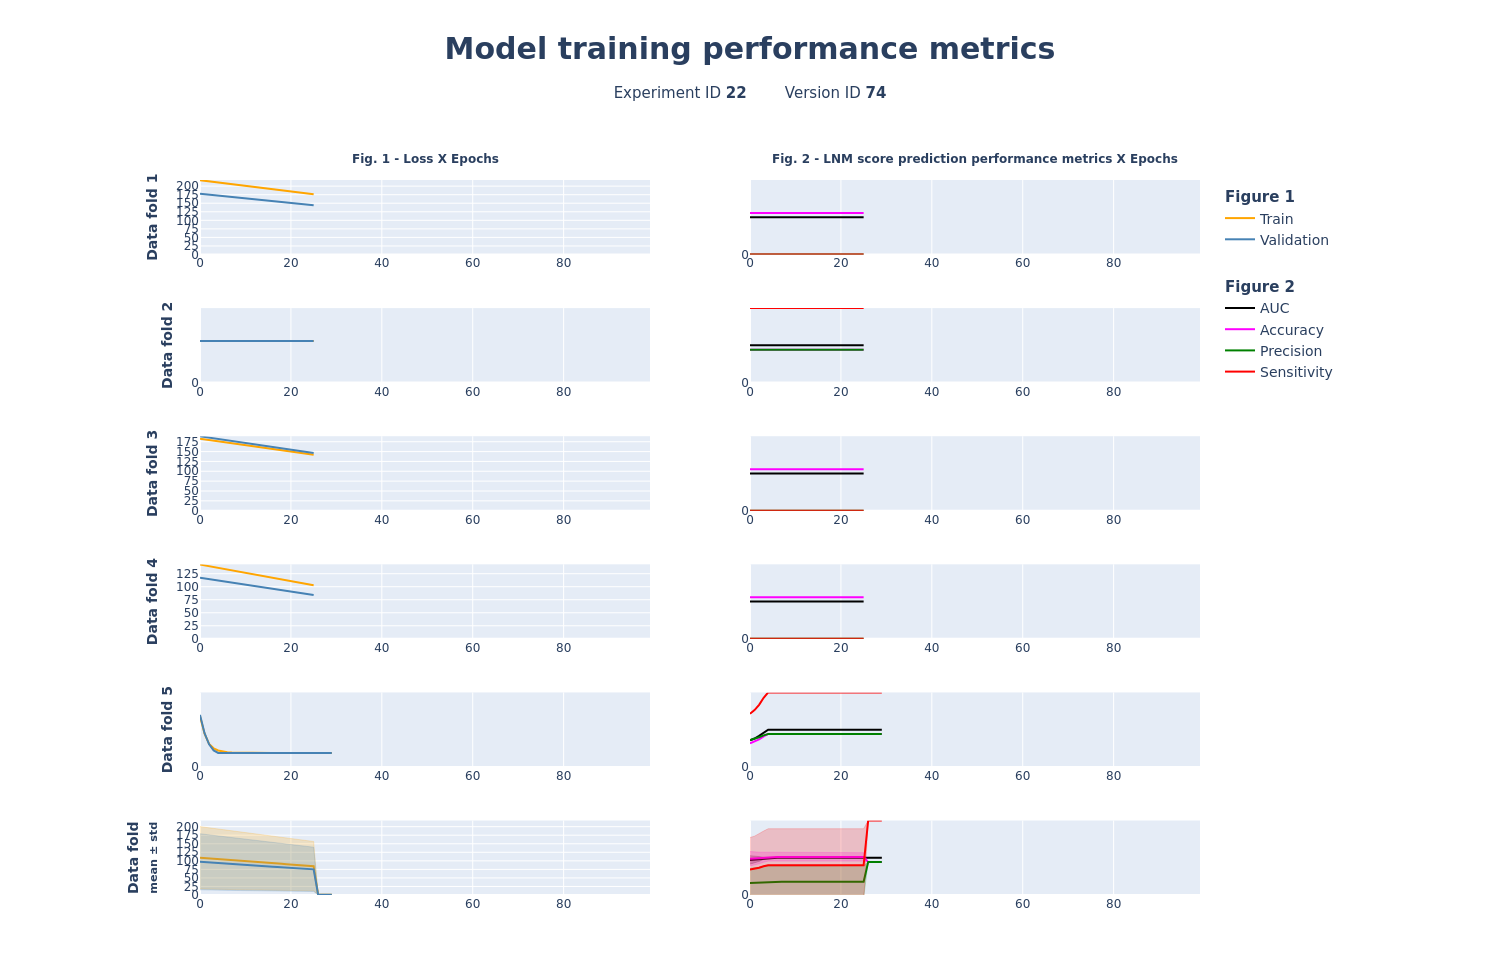 Model training performance metrics
Experiment ID 22 Version ID 74
Fig. 1 - Loss X Epochs
Fig. 2 - LNM score prediction performance metrics X Epochs
Data fold 1
200
175
150
125
100
75
50
25
0
0 20 40 60 80
0
0 20 40 60 80
Figure 1
Train
Validation
Figure 2
AUC
Accuracy
Precision
Sensitivity
Data fold 2
0
0 20 40 60 80
0
0 20 40 60 80
Data fold 3
175
150
125
100
75
50
25
0
0 20 40 60 80
0
0 20 40 60 80
Data fold 4
125
100
75
50
25
0
0 20 40 60 80
0
0 20 40 60 80
Data fold 5
0
0 20 40 60 80
0
0 20 40 60 80
Data fold
mean ± std
200
175
150
125
100
75
50
25
0
0 20 40 60 80
0
0 20 40 60 80